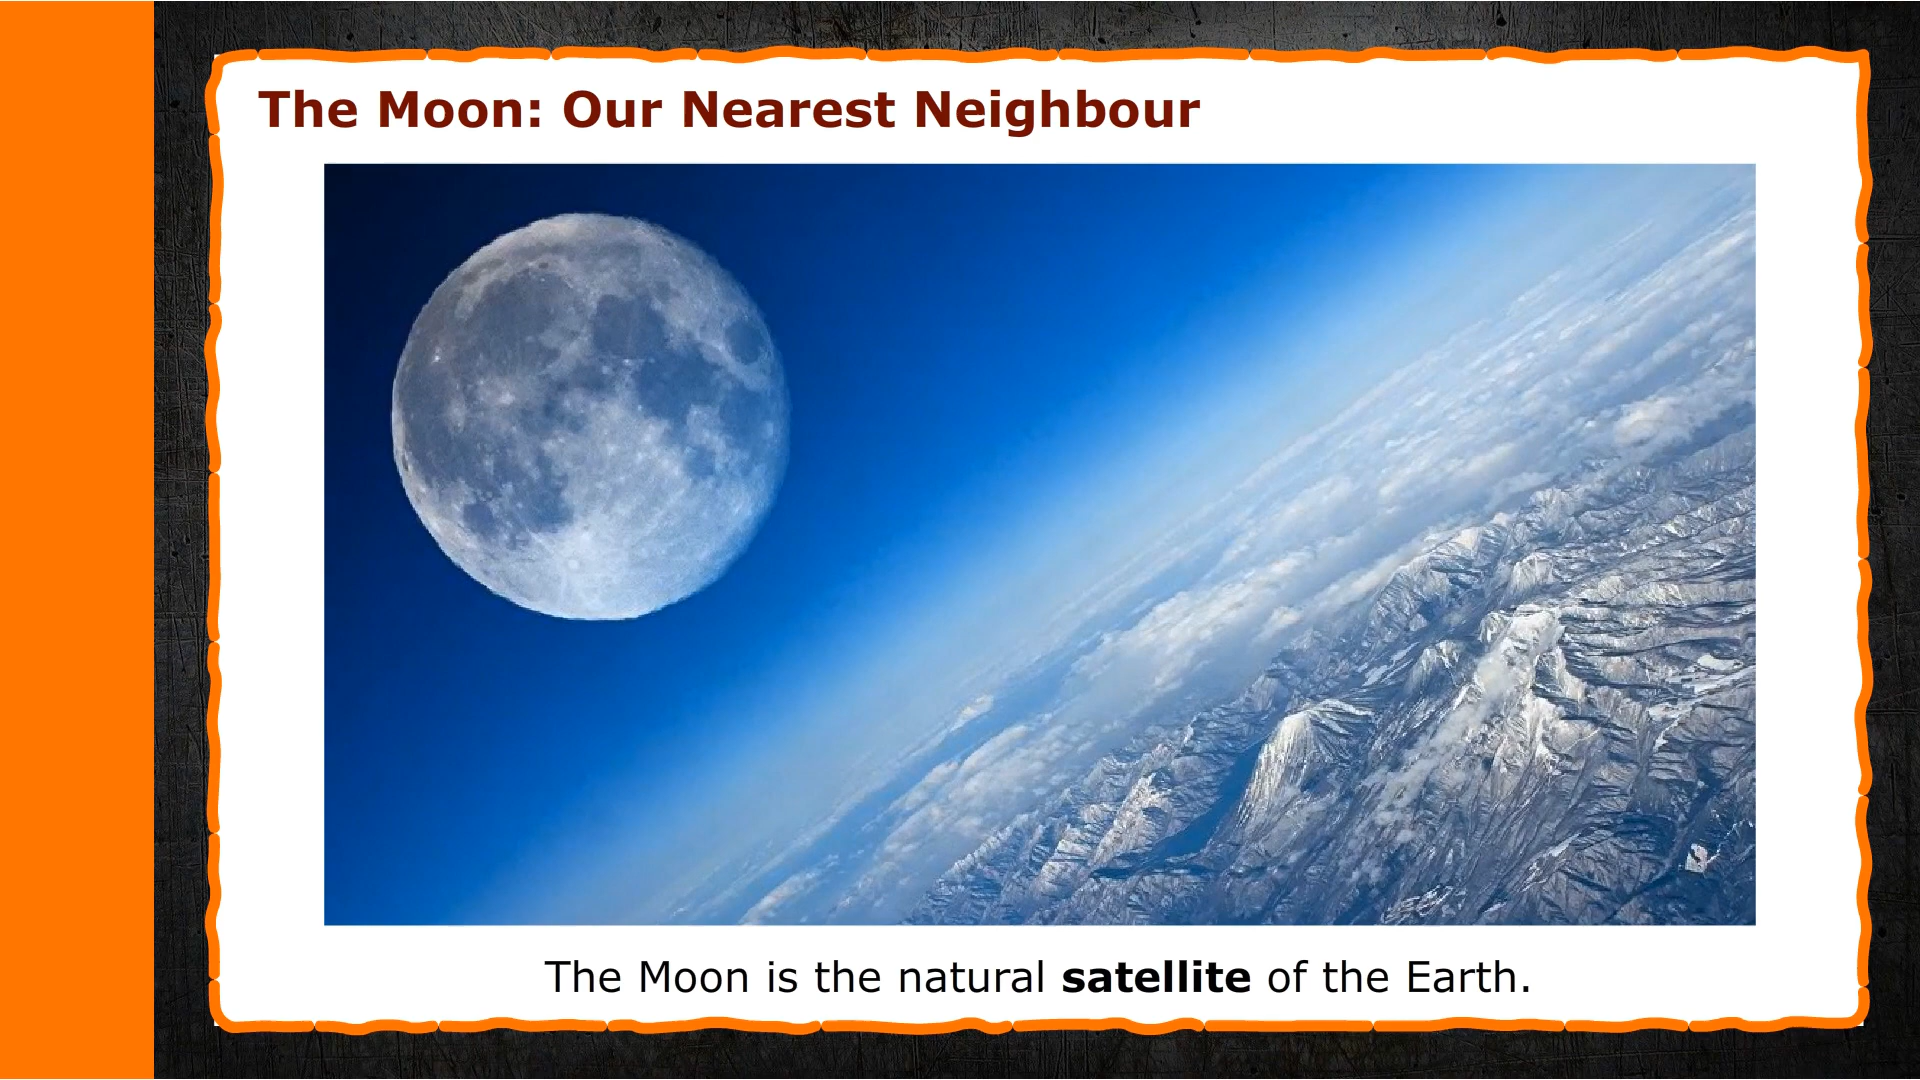 The Moon: Our Nearest Neighbour
The Moon is the natural satellite of the Earth.